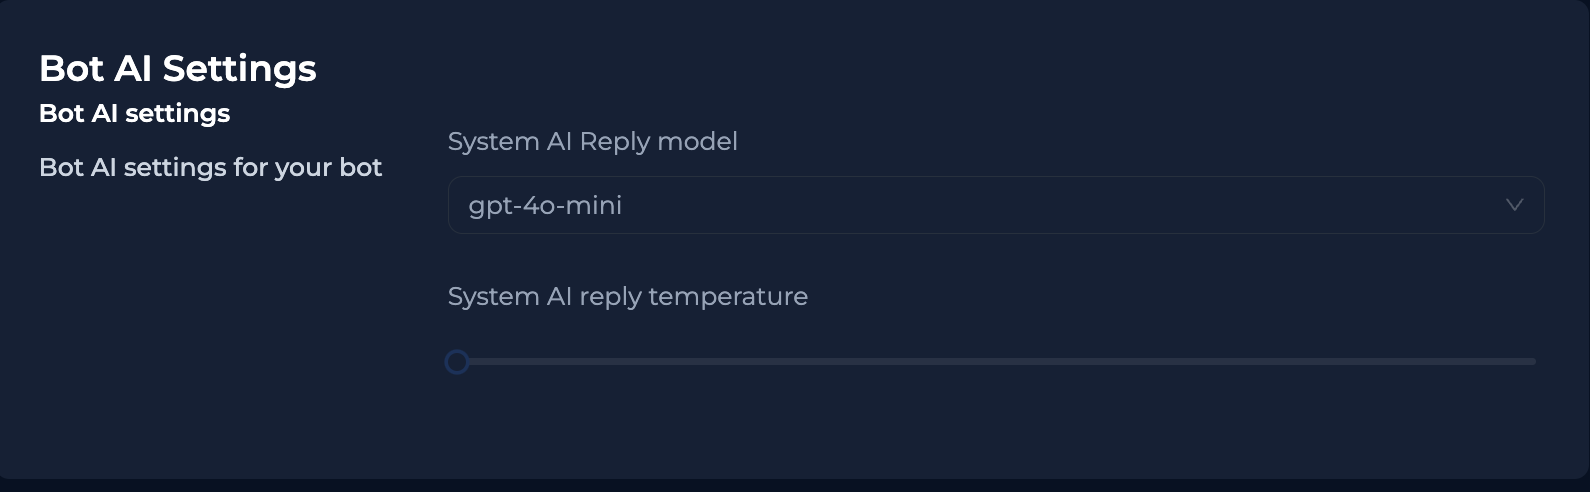 Bot AI Settings
Bot AI settings
Bot AI settings for your bot
System AI Reply model
gpt-4o-mini
System AI reply temperature